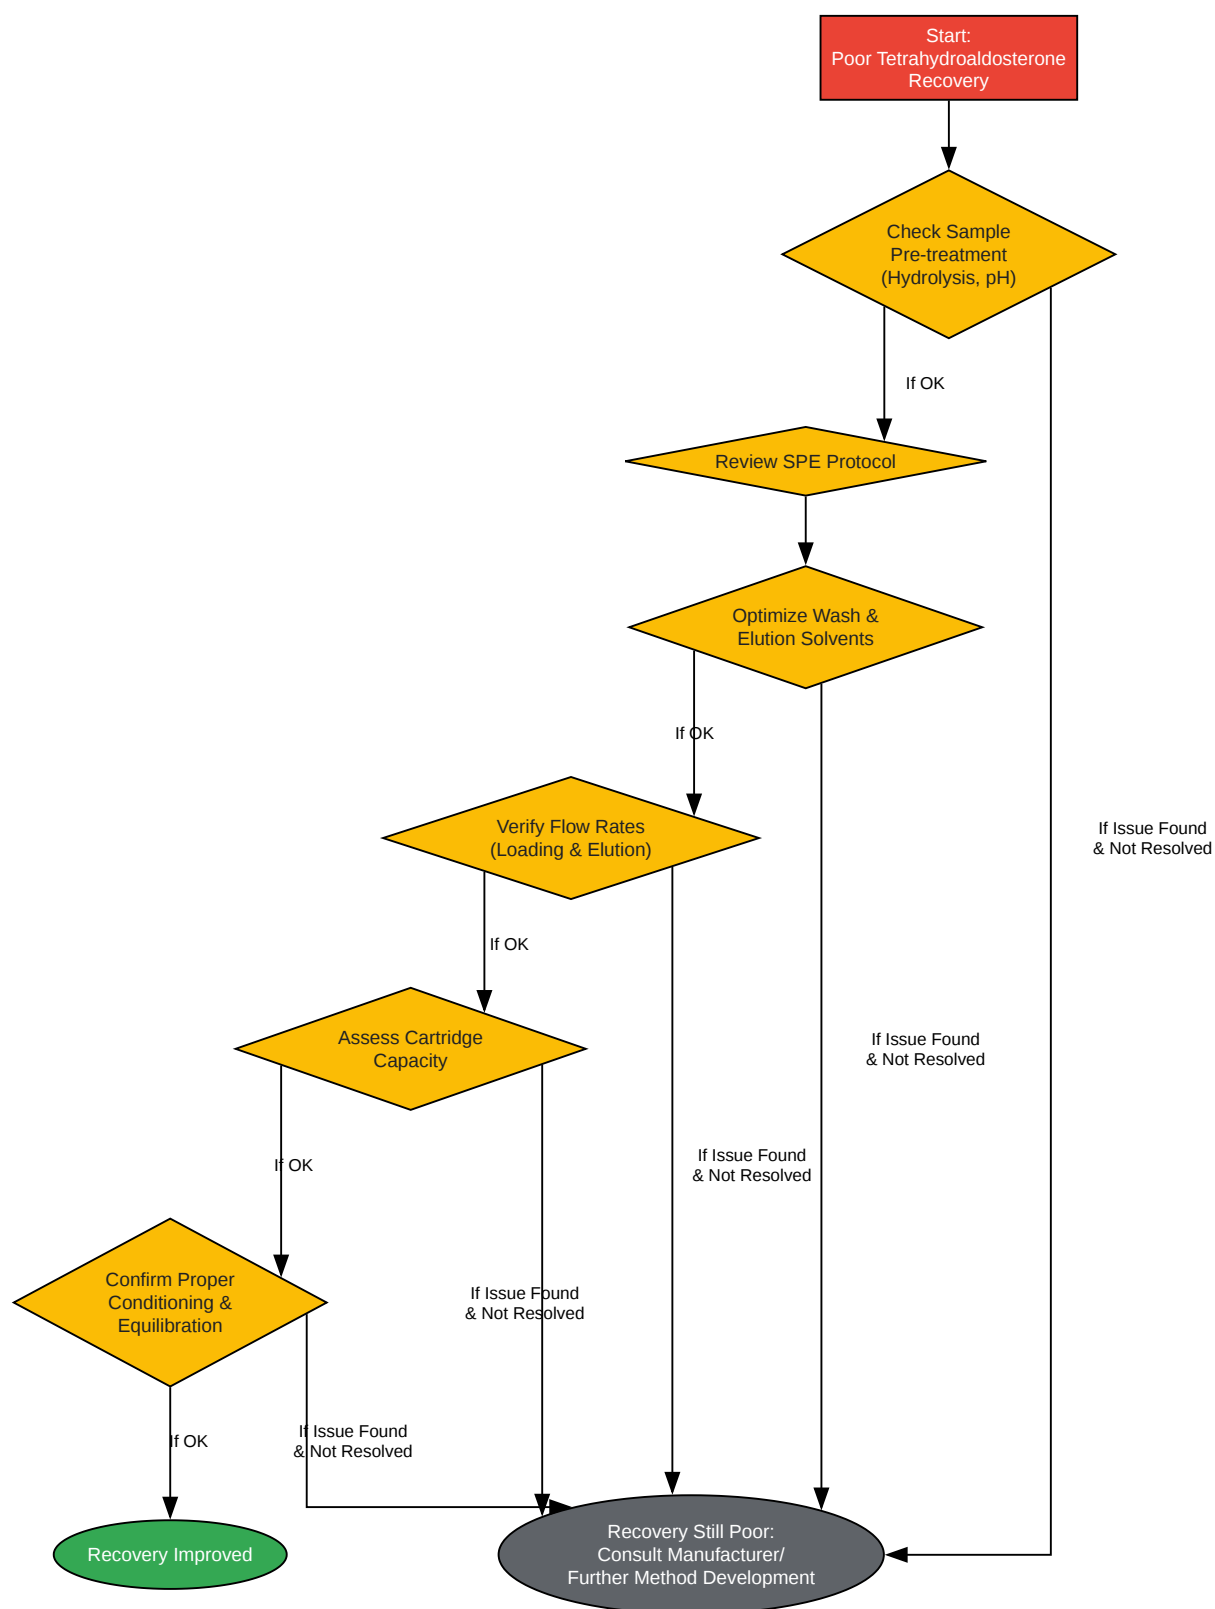 Start:
Poor Tetrahydroaldosterone
Recovery
Check Sample
Pre-treatment
(Hydrolysis, pH)
If OK
Review SPE Protocol
Optimize Wash &
Elution Solvents
If OK
If Issue Found
& Not Resolved
Verify Flow Rates
(Loading & Elution)
If OK
If Issue Found
& Not Resolved
Assess Cartridge
Capacity
If OK
If Issue Found
& Not Resolved
Confirm Proper
Conditioning &
Equilibration
If Issue Found
& Not Resolved
If OK
If Issue Found
& Not Resolved
Recovery Improved
Recovery Still Poor:
Consult Manufacturer/
Further Method Development